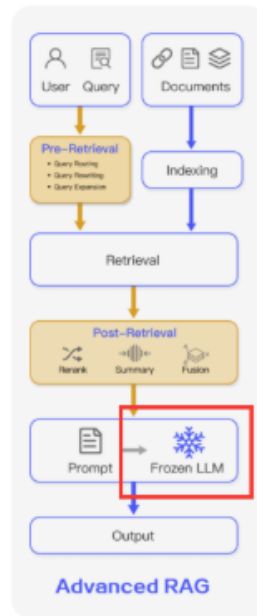 User Query
Documents
Pre-Retrieval
• Query Routing
• Query Rewriting
• Query Expansion
Indexing
Retrieval
Post-Retrieval
Rerank Summary Fusion
Prompt Frozen LLM
Output
Advanced RAG